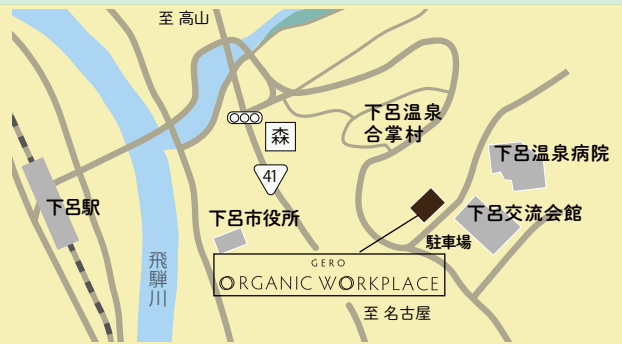 至 高山
下呂温泉
合掌村
森
下呂温泉病院
41
下呂駅
下呂市役所
下呂交流会館
駐車場
飛騨川
GERO
ORGANIC WORKPLACE
至 名古屋